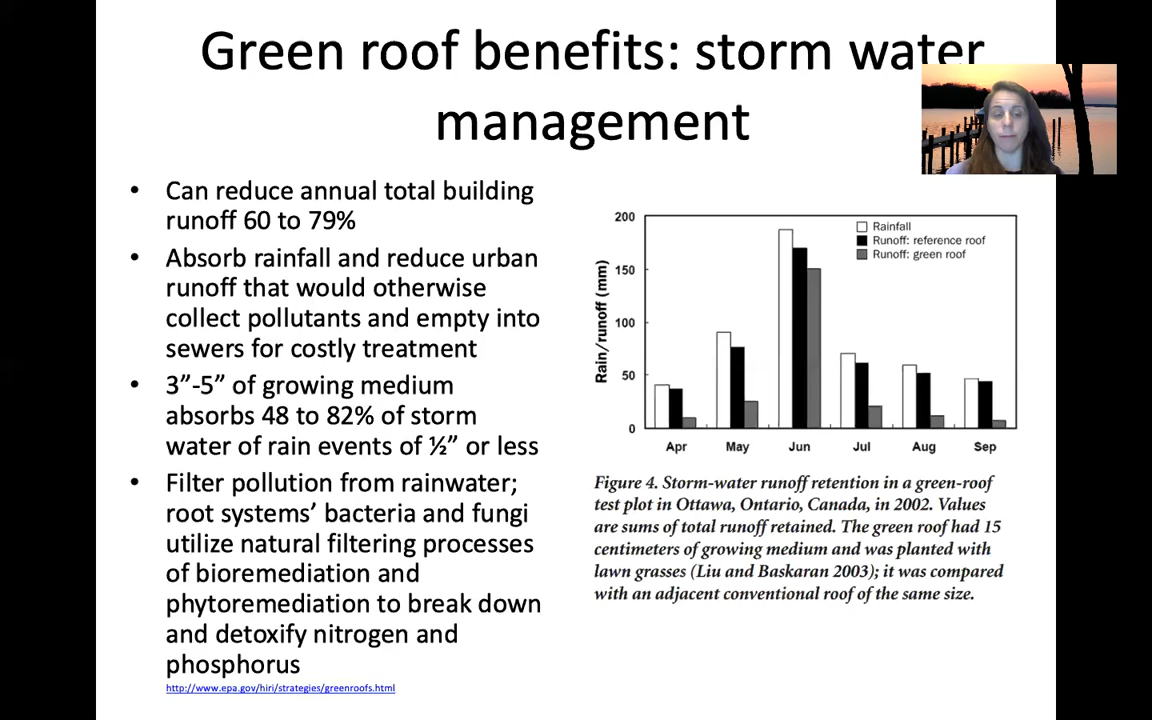 Green roof benefits: storm water
management
• Can reduce annual total building
runoff 60 to 79%
• Absorb rainfall and reduce urban
runoff that would otherwise
collect pollutants and empty into
sewers for costly treatment
• 3”-5” of growing medium
absorbs 48 to 82% of storm
water of rain events of ½” or less
• Filter pollution from rainwater;
root systems’ bacteria and fungi
utilize natural filtering processes
of bioremediation and
phytoremediation to break down
and detoxify nitrogen and
phosphorus
http://www.epa.gov/hiri/strategies/greenroofs.html
Rain/runoff (mm)
200
150
100
50
0
Rainfall
Runoff: reference roof
Runoff: green roof
Apr May Jun Jul Aug Sep
Figure 4. Storm-water runoff retention in a green-roof
test plot in Ottawa, Ontario, Canada, in 2002. Values
are sums of total runoff retained. The green roof had 15
centimeters of growing medium and was planted with
lawn grasses (Liu and Baskaran 2003); it was compared
with an adjacent conventional roof of the same size.